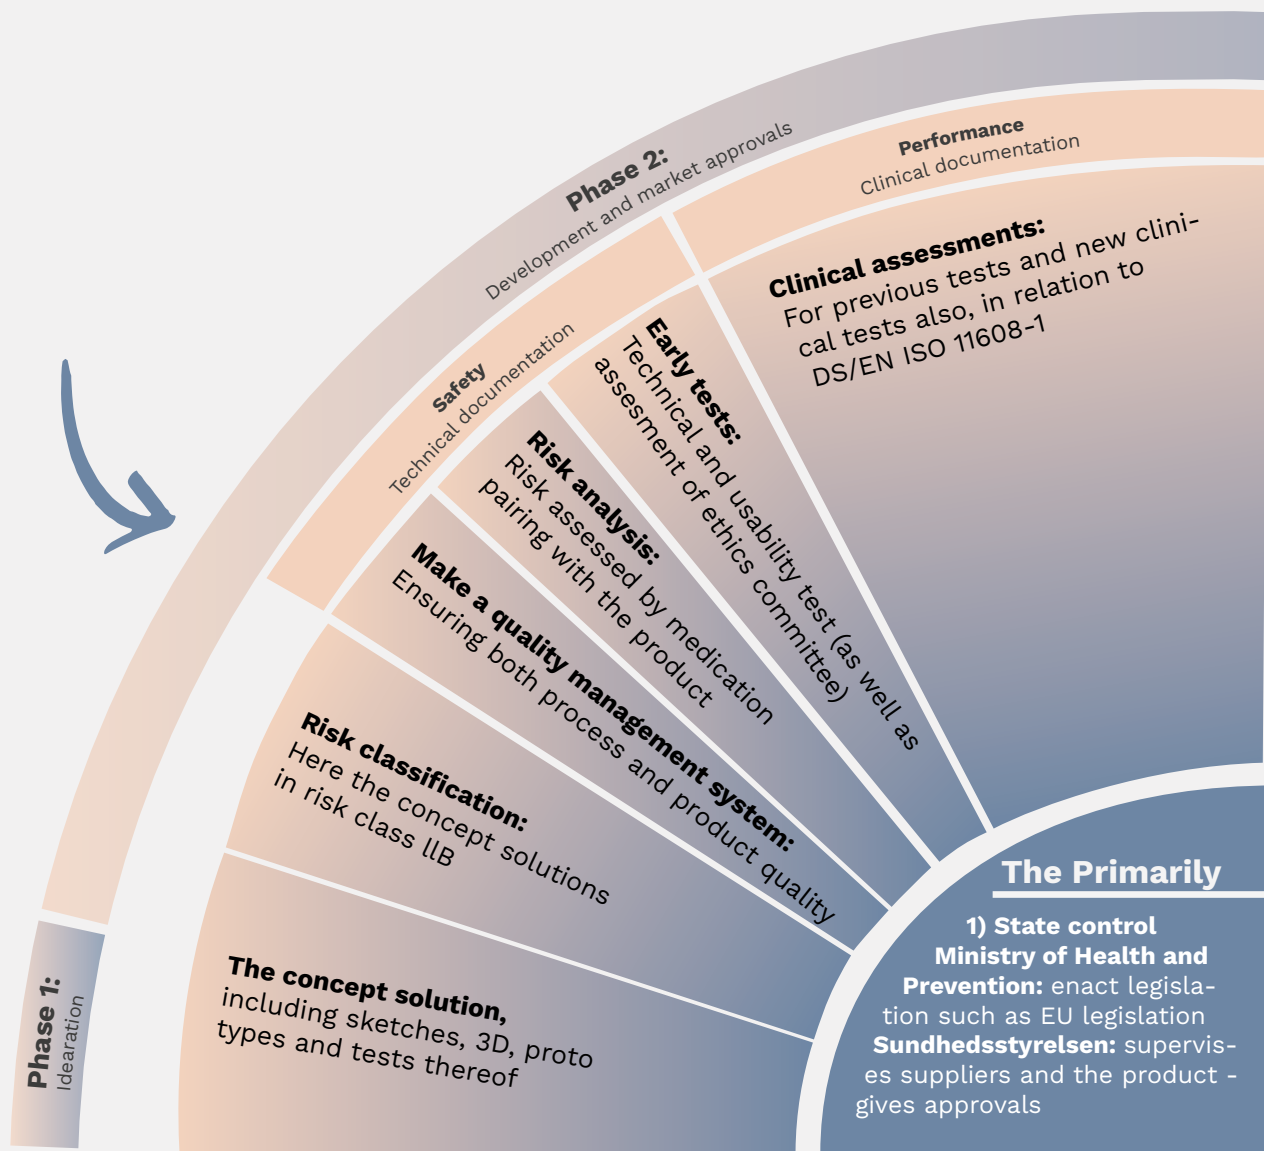 Phase 1:
Idearation
Phase 2:
Development and market approvals
Safety
Technical documentation
Performance
Clinical documentation
The concept solution,
including sketches, 3D, proto
types and tests thereof
Risk classification:
Here the concept solutions
in risk class llB
Make a quality management system:
Ensuring both process and product quality
Risk analysis:
Risk assessed by medication
pairing with the product
Early tests:
Technical and usability test (as well as
assesment of ethics committee)
Clinical assessments:
For previous tests and new clini-
cal tests also, in relation to
DS/EN ISO 11608-1
The Primarily
1) State control
Ministry of Health and
Prevention: enact legisla-
tion such as EU legislation
Sundhedsstyrelsen: supervis-
es suppliers and the product -
gives approvals